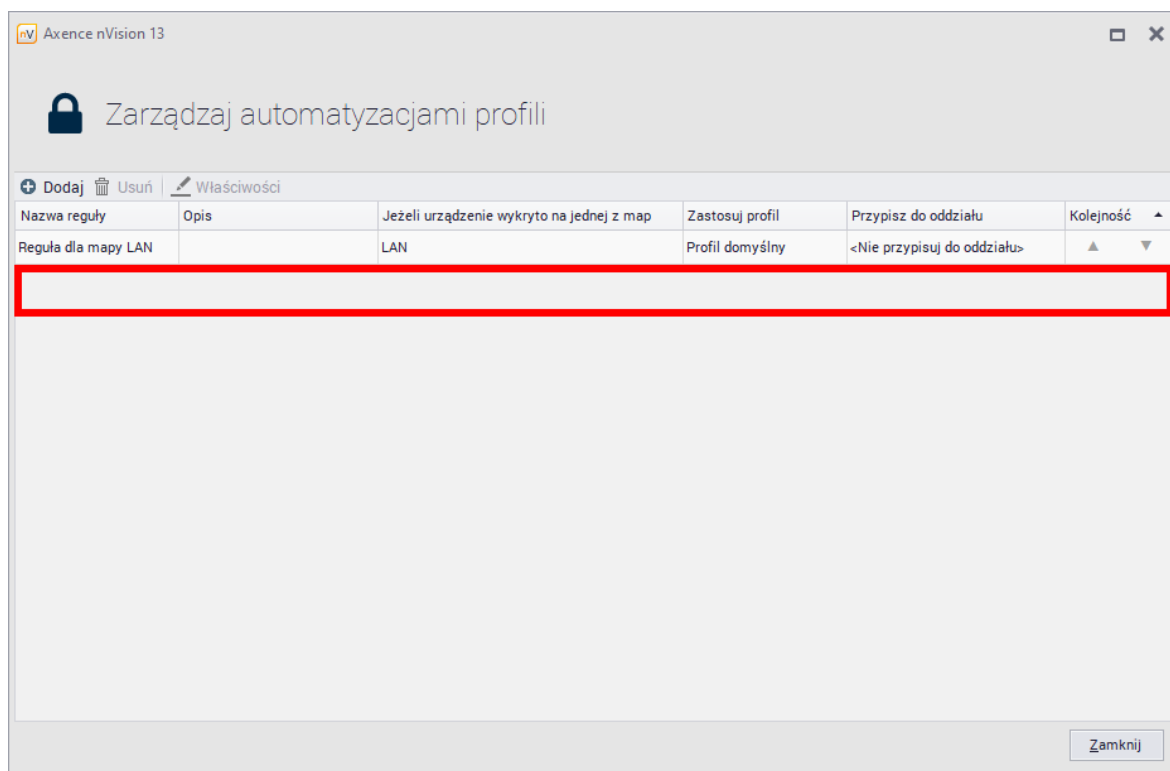 nV Axence nVision 13
Zarządzaj automatyzacjami profili
Dodaj Usuń Właściwości
Nazwa reguły Opis Jeżeli urządzenie wykryto na jednej z map Zastosuj profil Przypisz do oddziału Kolejność
Reguła dla mapy LAN LAN Profil domyślny <Nie przypisuj do oddziału>
Zamknij